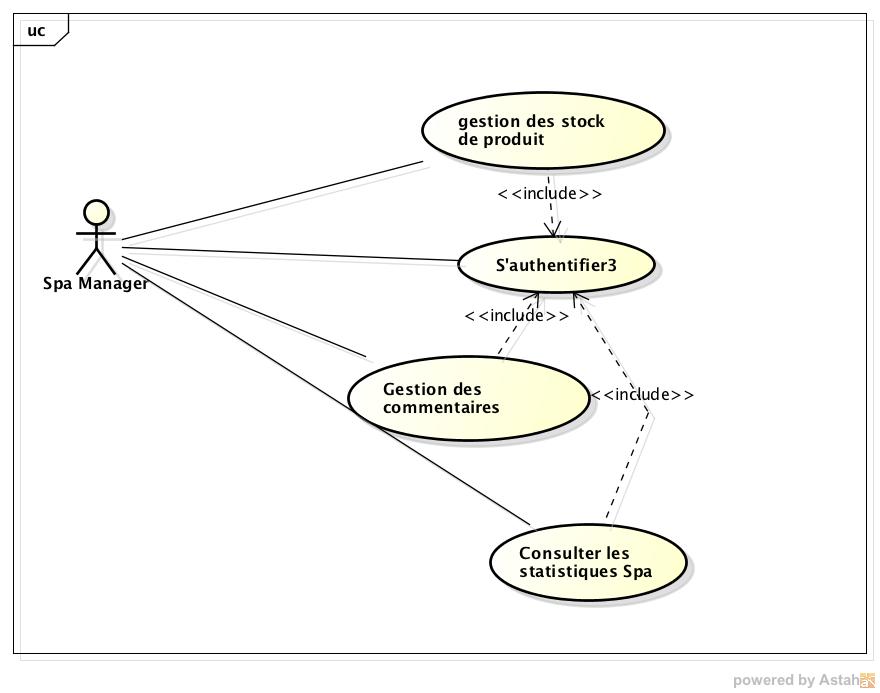 uc
gestion des stock
de produit
<<include>>
S'authentifier3
Spa Manager
<<include>>
Gestion des
commentaires
<<include>>
Consulter les
statistiques Spa
powered by Astah